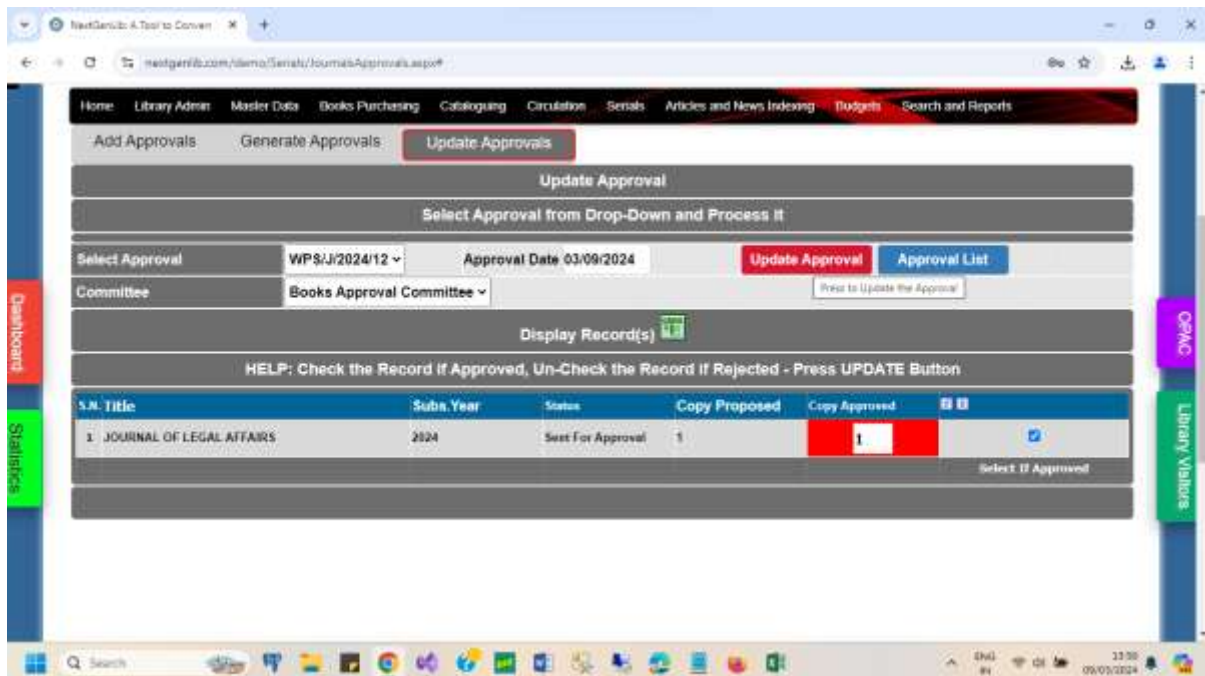 NextGenLib: A Tool to Conver
nextgenlib.com/demo/Serials/JournalsApprovals.aspx#
Home Library Admin Master Data Books Purchasing Cataloguing Circulation Serials Articles and News Indexing Budgets Search and Reports
Add Approvals Generate Approvals Update Approvals
Update Approval
Select Approval from Drop-Down and Process It
Select Approval WPS/J/2024/12 Approval Date 03/09/2024 Update Approval Approval List
Committee Books Approval Committee Press to Update the Approval
Display Record(s)
HELP: Check the Record if Approved, Un-Check the Record If Rejected - Press UPDATE Button
S.N. Title Subs.Year Status Copy Proposed Copy Approved
1 JOURNAL OF LEGAL AFFAIRS 2024 Sent For Approval 1 1
Select If Approved
Dashboard
Statistics
OPAC
Library Visitors
Search
ENG
IN